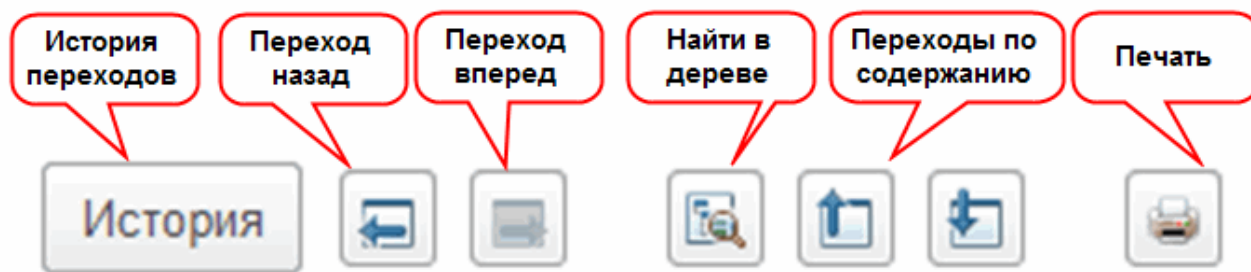 История
переходов
Переход
назад
Переход
вперед
Найти в
дереве
Переходы по
содержанию
Печать
История